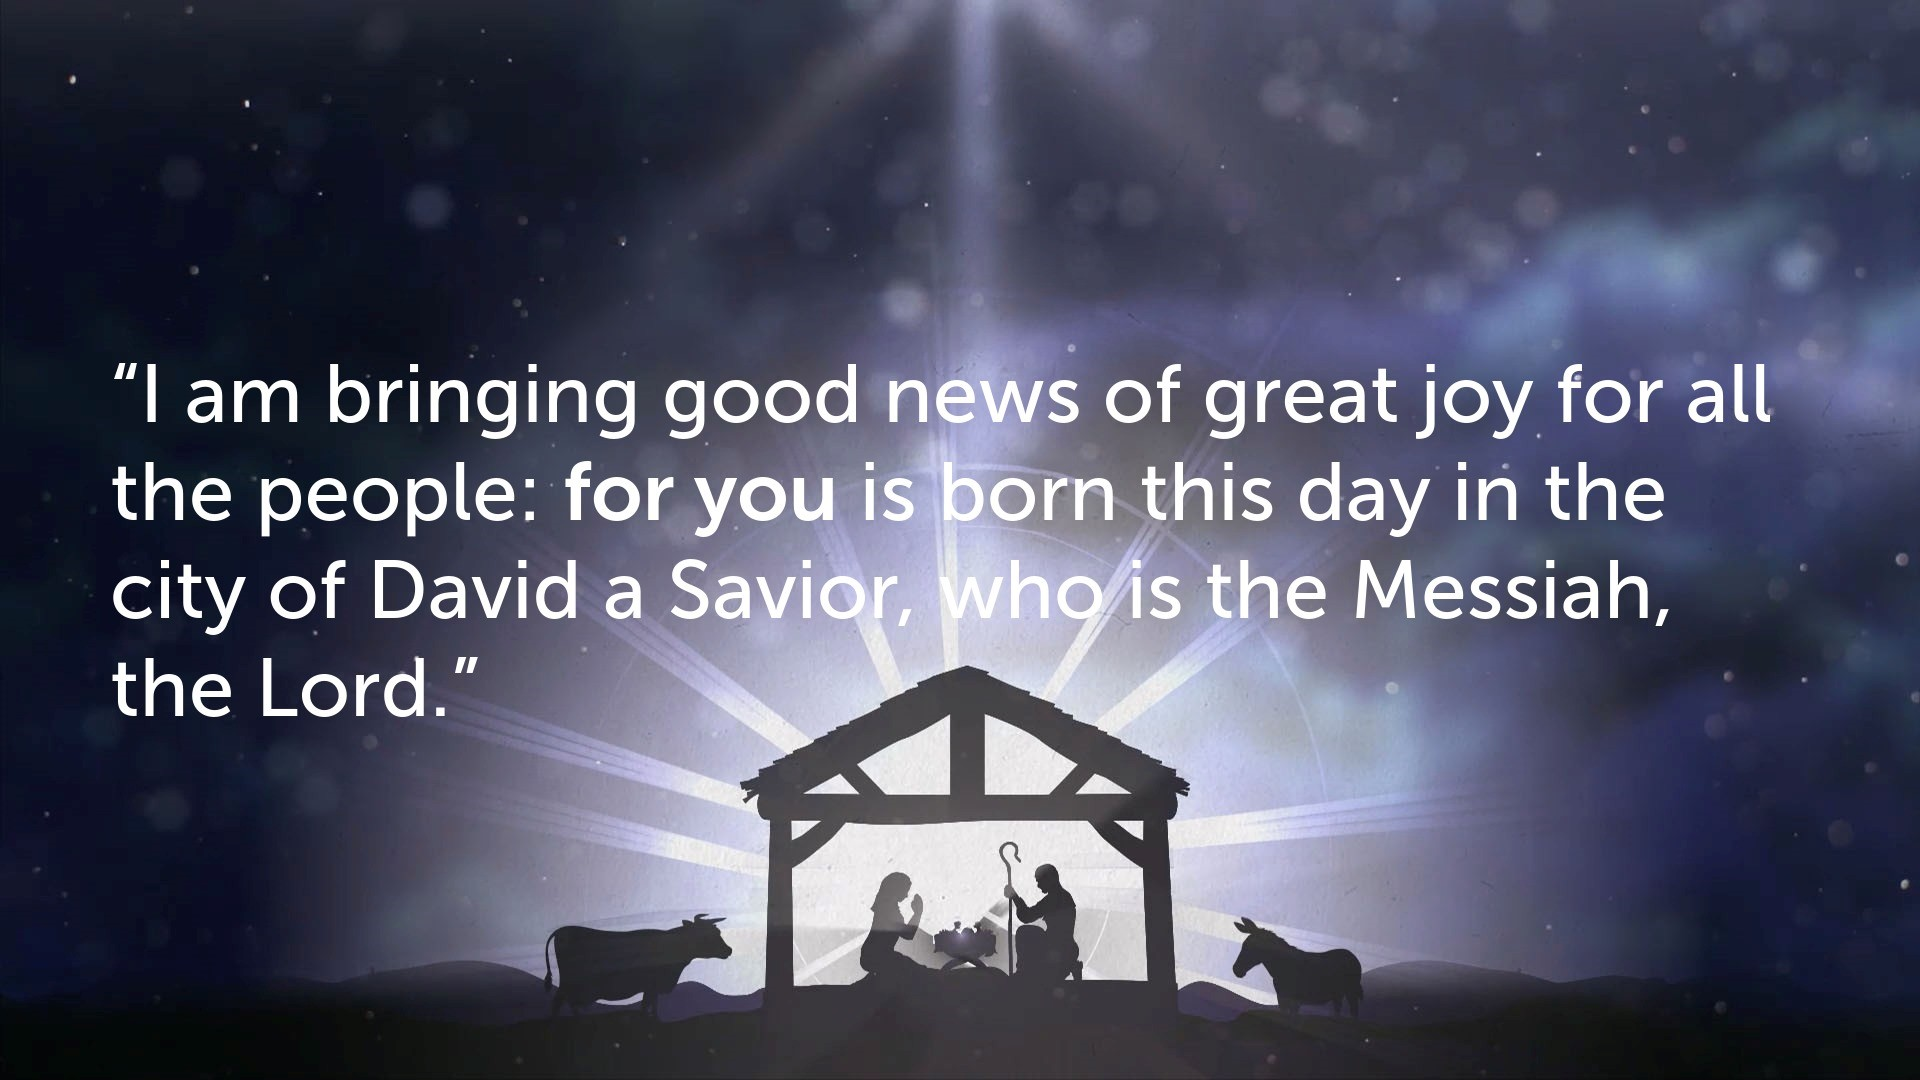 “I am bringing good news of great joy for all
the people: for you is born this day in the
city of David a Savior, who is the Messiah,
the Lord.”